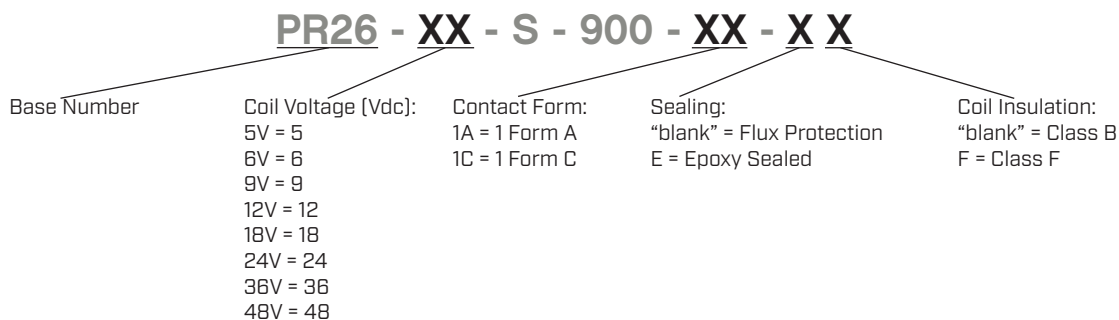 PR26 - XX - S - 900 - XX - X X
Base Number
Coil Voltage (Vdc):
5V = 5
6V = 6
9V = 9
12V = 12
18V = 18
24V = 24
36V = 36
48V = 48
Contact Form:
1A = 1 Form A
1C = 1 Form C
Sealing:
“blank” = Flux Protection
E = Epoxy Sealed
Coil Insulation:
“blank” = Class B
F = Class F